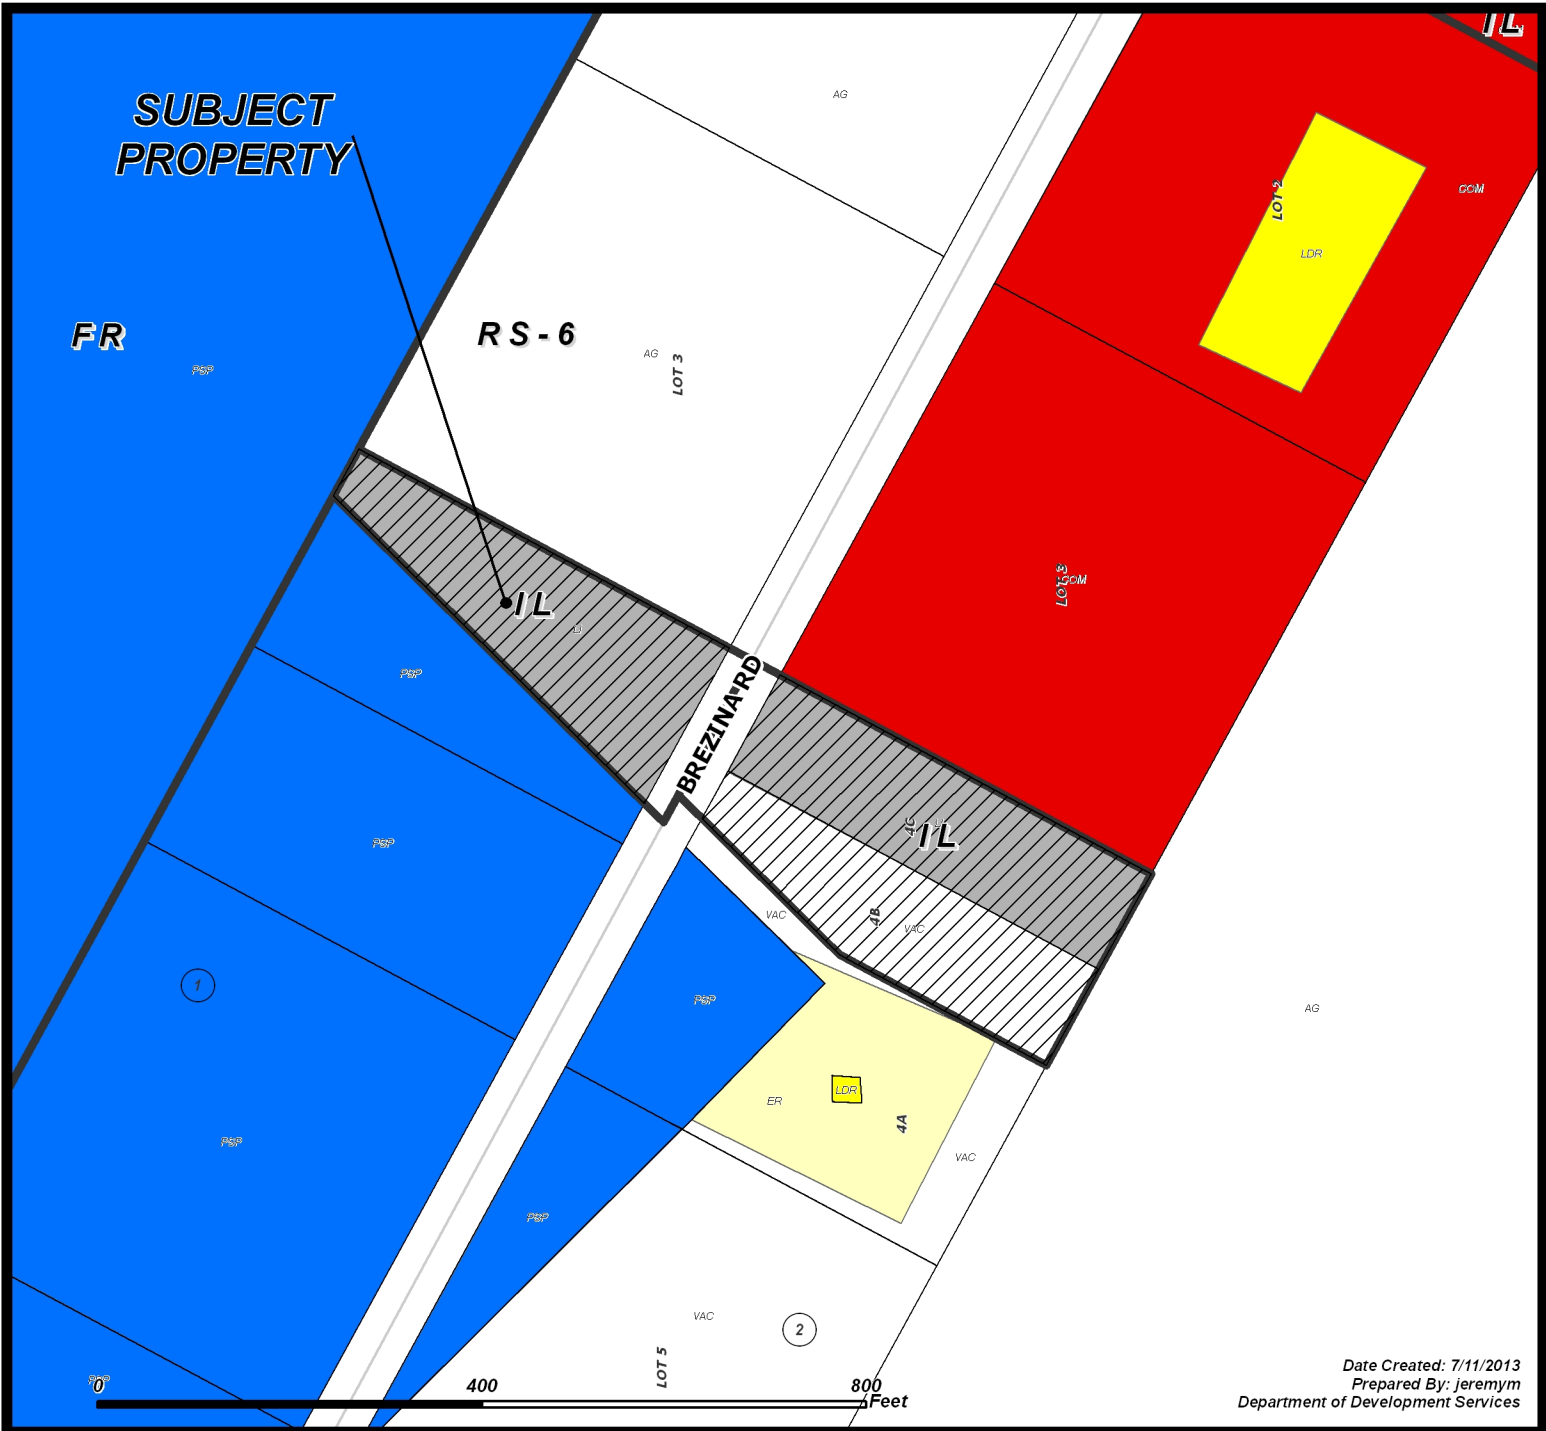 IL
SUBJECT
PROPERTY
AG
COM
LOT 2
LDR
FR
RS-6
PSP
AG
LOT 3
LOT 3
COM
IL
LI
PSP
BREZINA RD
4C
IL
PSP
4B
VAC
VAC
1
PSP
AG
LDR
ER
4A
PSP
VAC
PSP
VAC
2
LOT 5
PSP
0
400
800
Feet
Date Created: 7/11/2013
Prepared By: jeremym
Department of Development Services